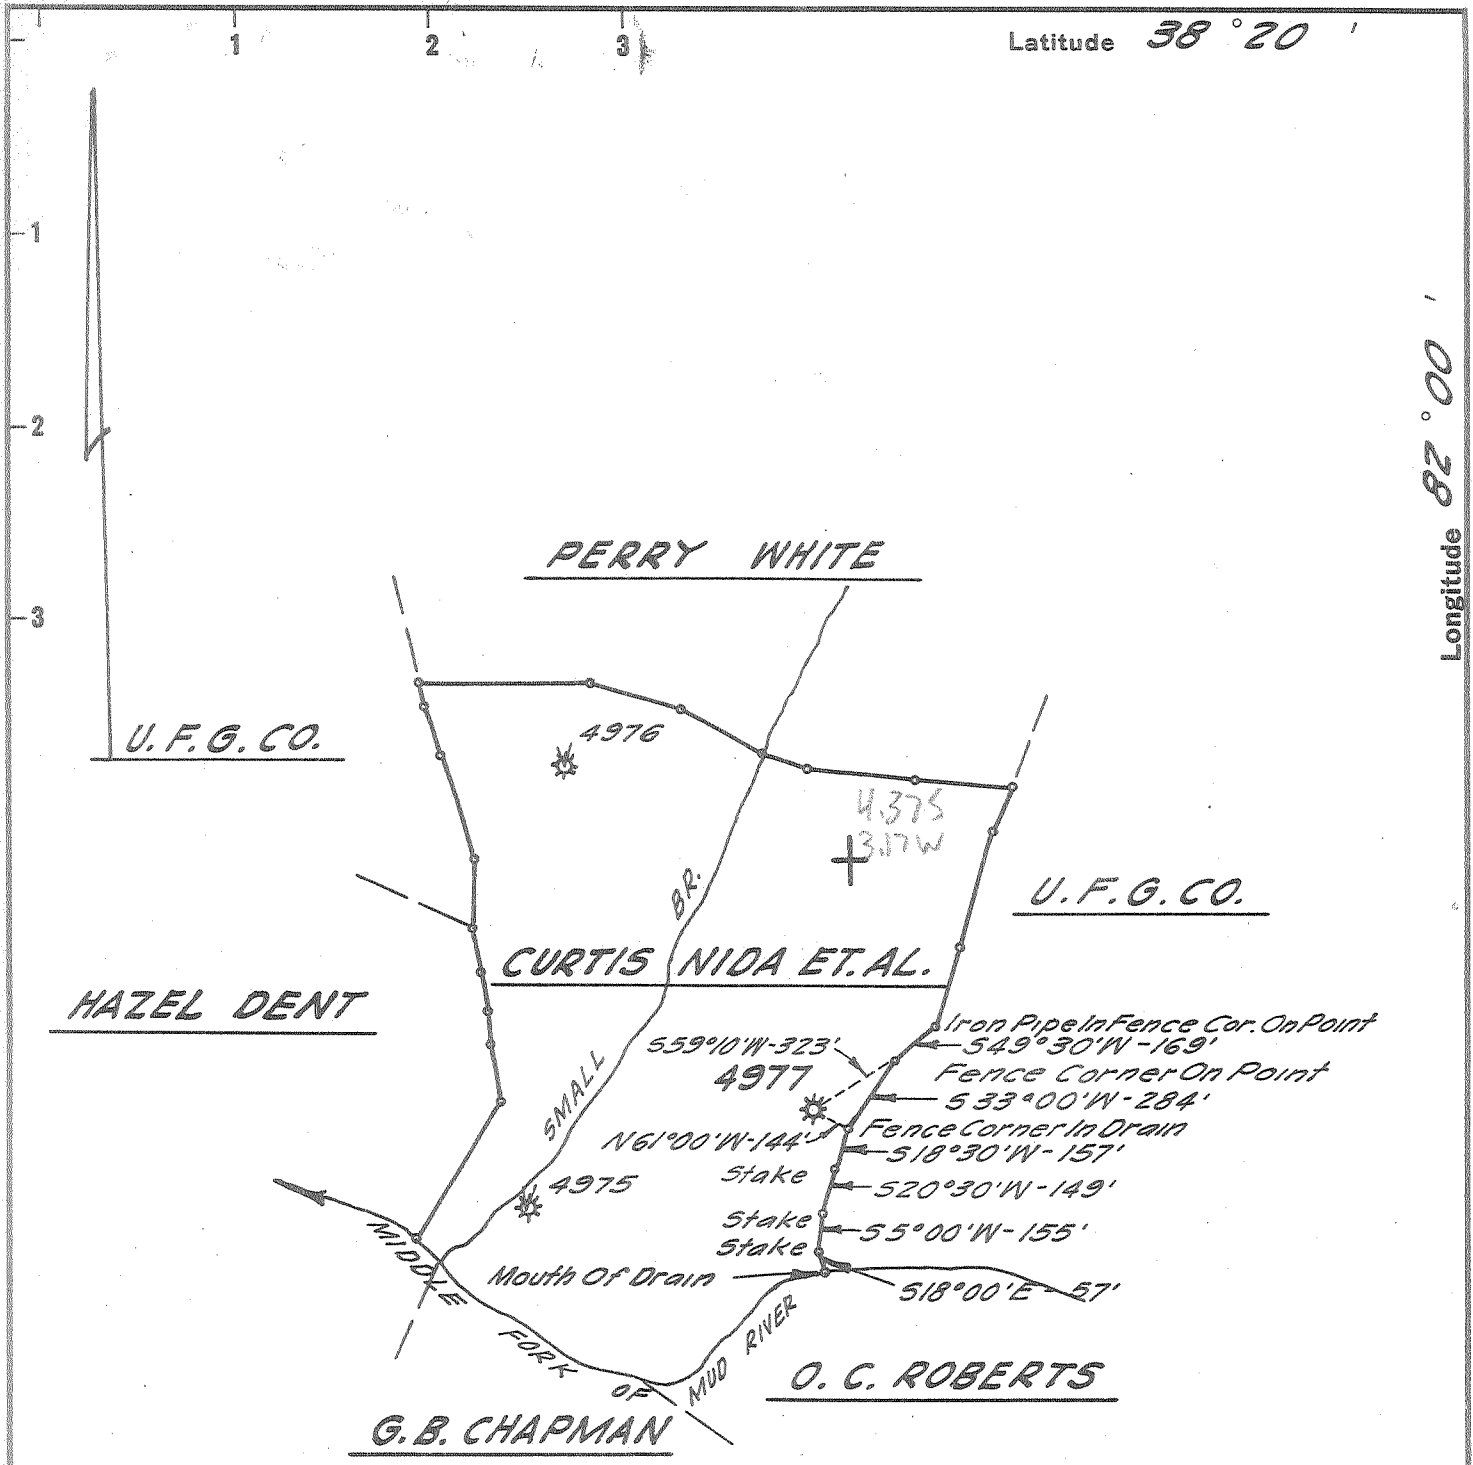 1 2 3
Latitude 38 ° 20 '
1
2
3
Longitude 82 ° 00 '
PERRY WHITE
U. F. G. CO.
4976
4.37S
3.17W
BR.
U. F. G. CO.
CURTIS NIDA ET. AL.
HAZEL DENT
Iron Pipe In Fence Cor. On Point
S49°30'W-169'
S59°10'W-323'
4977
Fence Corner On Point
S33°00'W-284'
Fence Corner In Drain
N61°00'W-144'
S18°30'W-157'
SMALL
Stake
S20°30'W-149'
4975
Stake
S5°00'W-155'
Stake
Mouth Of Drain
S18°00'E-57'
MIDDLE
FORK
OF
MUD RIVER
O. C. ROBERTS
G.B. CHAPMAN